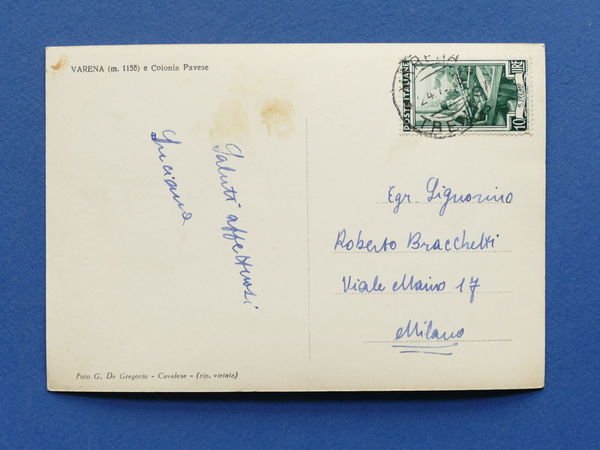 VARENA (m. 1155) e Colonia Pavese
Saluti affettuosi
Luciana
POSTE ITALIANE
10 LIRE
Egr. Signorino
Roberto Bracchetti
Viale Maino 17
Milano
Foto G. De Gregorio - Cavalese - (rip. vietata)